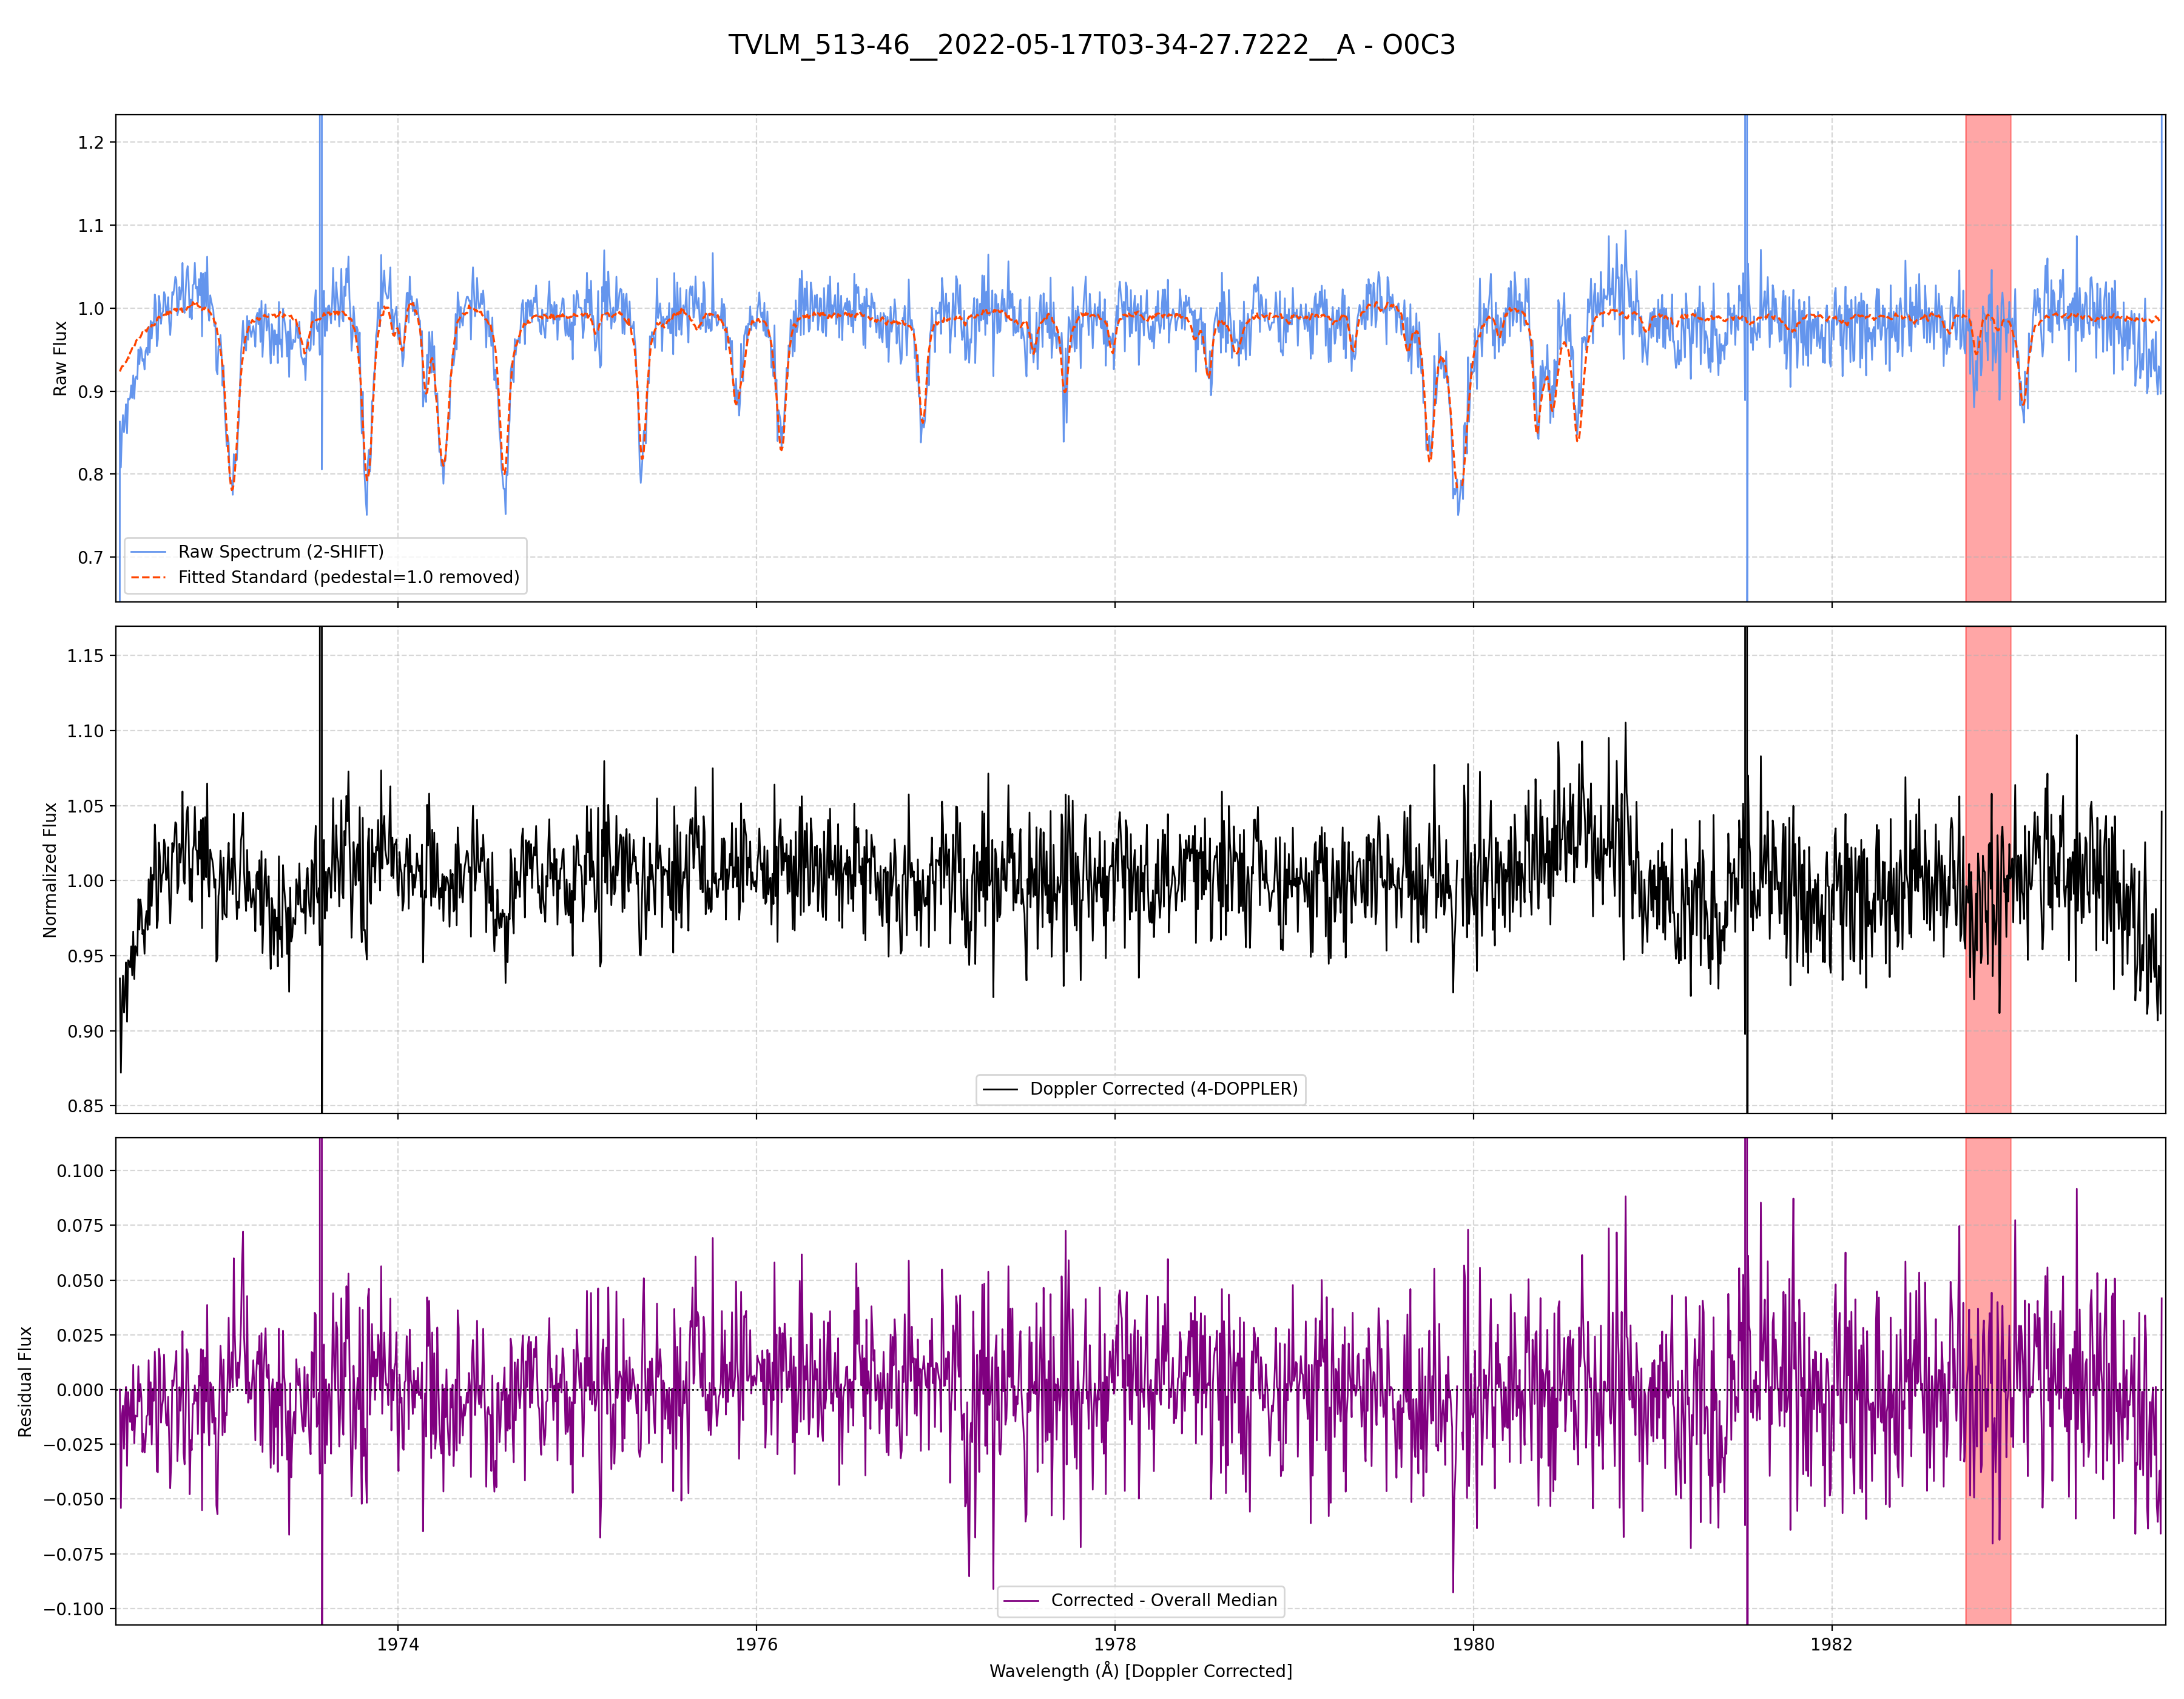 TVLM_513-46__2022-05-17T03-34-27.7222__A - O0C3
1.2
1.1
1.0
0.9
0.8
0.7
Raw Flux
Raw Spectrum (2-SHIFT)
Fitted Standard (pedestal=1.0 removed)
1.15
1.10
1.05
1.00
0.95
0.90
0.85
Normalized Flux
Doppler Corrected (4-DOPPLER)
0.100
0.075
0.050
0.025
0.000
−0.025
−0.050
−0.075
−0.100
Residual Flux
Corrected - Overall Median
1974 1976 1978 1980 1982
Wavelength (Å) [Doppler Corrected]